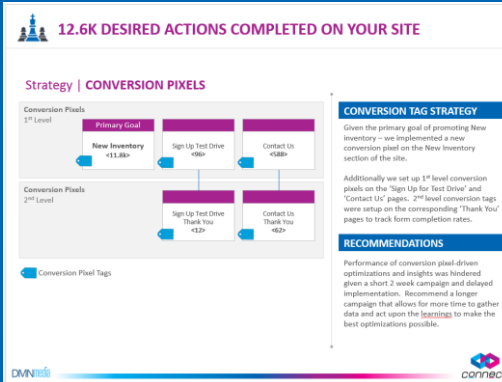 12.6K DESIRED ACTIONS COMPLETED ON YOUR SITE
Strategy | CONVERSION PIXELS
Conversion Pixels
1st Level
Primary Goal
New Inventory
<11.8k>
Sign Up Test Drive
<96>
Contact Us
<588>
Conversion Pixels
2nd Level
Sign Up Test Drive
Thank You
<12>
Contact Us
Thank You
<62>
Conversion Pixel Tags
CONVERSION TAG STRATEGY
Given the primary goal of promoting New
inventory – we implemented a new
conversion pixel on the New Inventory
section of the site.
Additionally we set up 1st level conversion
pixels on the 'Sign Up for Test Drive' and
'Contact Us' pages. 2nd level conversion tags
were setup on the corresponding 'Thank You'
pages to track form completion rates.
RECOMMENDATIONS
Performance of conversion pixel-driven
optimizations and insights was hindered
given a short 2 week campaign and delayed
implementation. Recommend a longer
campaign that allows for more time to gather
data and act upon the learnings to make the
best optimizations possible.
DMNmedia
connec